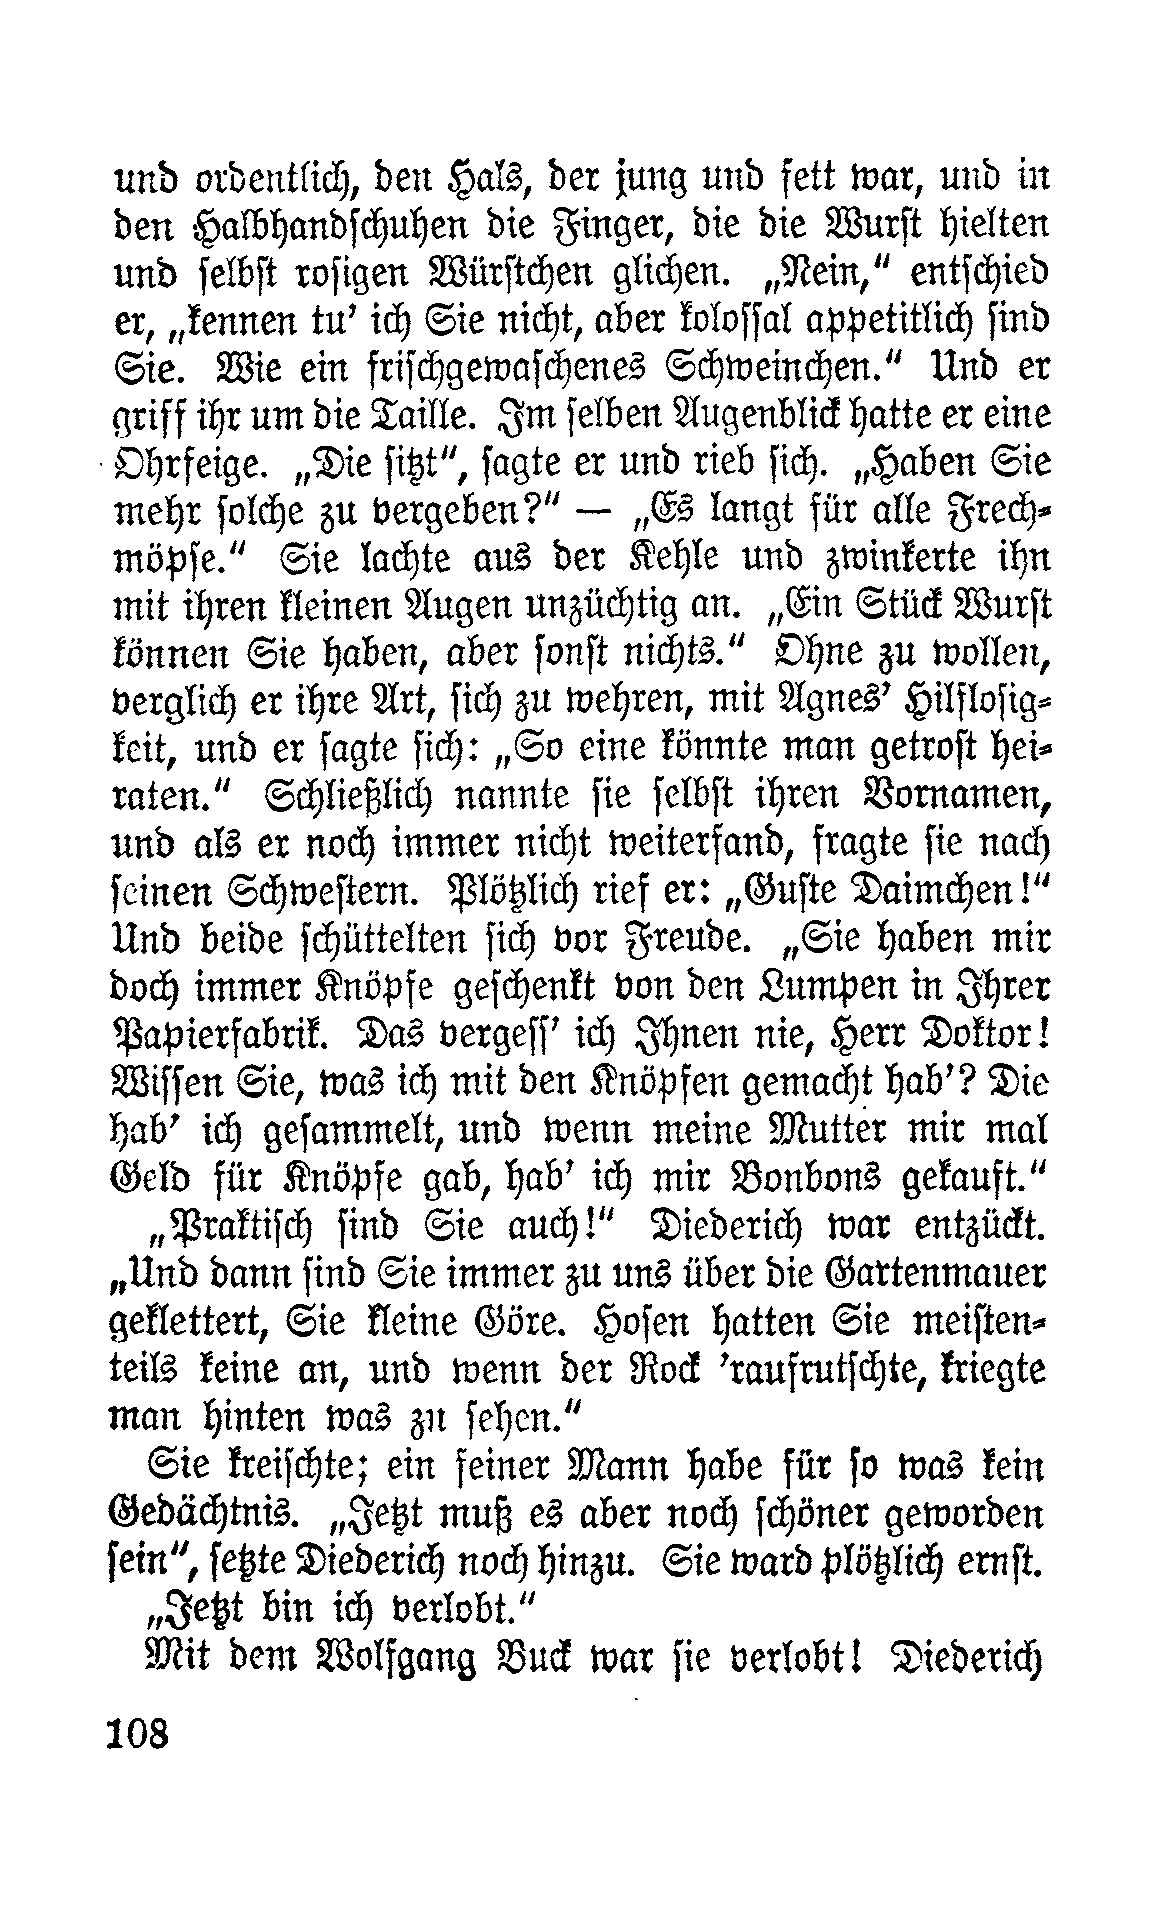 und ordentlich, den Hals, der jung und fett war, und in
den Halbhandschuhen die Finger, die die Wurst hielten
und selbst rosigen Würstchen glichen. „Nein,“ entschied
er, „kennen tu’ ich Sie nicht, aber kolossal appetitlich sind
Sie. Wie ein frischgewaschenes Schweinchen.“ Und er
griff ihr um die Taille. Im selben Augenblick hatte er eine
Ohrfeige. „Die sitzt“, sagte er und rieb sich. „Haben Sie
mehr solche zu vergeben?“ — „Es langt für alle Frech-
möpse.“ Sie lachte aus der Kehle und zwinkerte ihn
mit ihren kleinen Augen unzüchtig an. „Ein Stück Wurst
können Sie haben, aber sonst nichts.“ Ohne zu wollen,
verglich er ihre Art, sich zu wehren, mit Agnes’ Hilflosig-
keit, und er sagte sich: „So eine könnte man getrost hei-
raten.“ Schließlich nannte sie selbst ihren Vornamen,
und als er noch immer nicht weiterfand, fragte sie nach
seinen Schwestern. Plötzlich rief er: „Guste Daimchen!“
Und beide schüttelten sich vor Freude. „Sie haben mir
doch immer Knöpfe geschenkt von den Lumpen in Ihrer
Papierfabrik. Das vergess’ ich Ihnen nie, Herr Doktor!
Wissen Sie, was ich mit den Knöpfen gemacht hab’? Die
hab’ ich gesammelt, und wenn meine Mutter mir mal
Geld für Knöpfe gab, hab’ ich mir Bonbons gekauft.“
„Praktisch sind Sie auch!“ Diederich war entzückt.
„Und dann sind Sie immer zu uns über die Gartenmauer
geklettert, Sie kleine Göre. Hosen hatten Sie meisten-
teils keine an, und wenn der Rock ’raufrutschte, kriegte
man hinten was zu sehen.“
Sie kreischte; ein feiner Mann habe für so was kein
Gedächtnis. „Jetzt muß es aber noch schöner geworden
sein“, setzte Diederich noch hinzu. Sie ward plötzlich ernst.
„Jetzt bin ich verlobt.“
Mit dem Wolfgang Buck war sie verlobt! Diederich
108